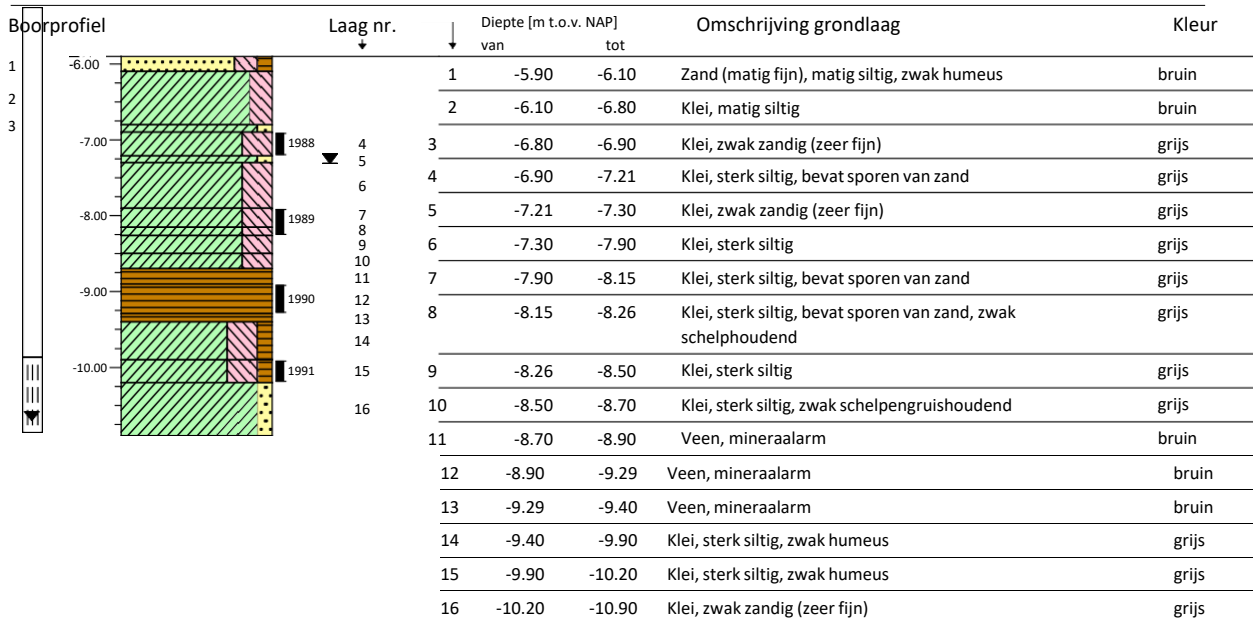 Boorprofiel Laag nr. Diepte [m t.o.v. NAP] Omschrijving grondlaag Kleur
van tot
1
2
3
-6.00
-7.00
-8.00
-9.00
-10.00
1988
1989
1990
1991
4
5
6
7
8
9
10
11
12
13
14
15
16
1 -5.90 -6.10 Zand (matig fijn), matig siltig, zwak humeus bruin
2 -6.10 -6.80 Klei, matig siltig bruin
3 -6.80 -6.90 Klei, zwak zandig (zeer fijn) grijs
4 -6.90 -7.21 Klei, sterk siltig, bevat sporen van zand grijs
5 -7.21 -7.30 Klei, zwak zandig (zeer fijn) grijs
6 -7.30 -7.90 Klei, sterk siltig grijs
7 -7.90 -8.15 Klei, sterk siltig, bevat sporen van zand grijs
8 -8.15 -8.26 Klei, sterk siltig, bevat sporen van zand, zwak grijs
schelphoudend
9 -8.26 -8.50 Klei, sterk siltig grijs
10 -8.50 -8.70 Klei, sterk siltig, zwak schelpengruishoudend grijs
11 -8.70 -8.90 Veen, mineraalarm bruin
12 -8.90 -9.29 Veen, mineraalarm bruin
13 -9.29 -9.40 Veen, mineraalarm bruin
14 -9.40 -9.90 Klei, sterk siltig, zwak humeus grijs
15 -9.90 -10.20 Klei, sterk siltig, zwak humeus grijs
16 -10.20 -10.90 Klei, zwak zandig (zeer fijn) grijs